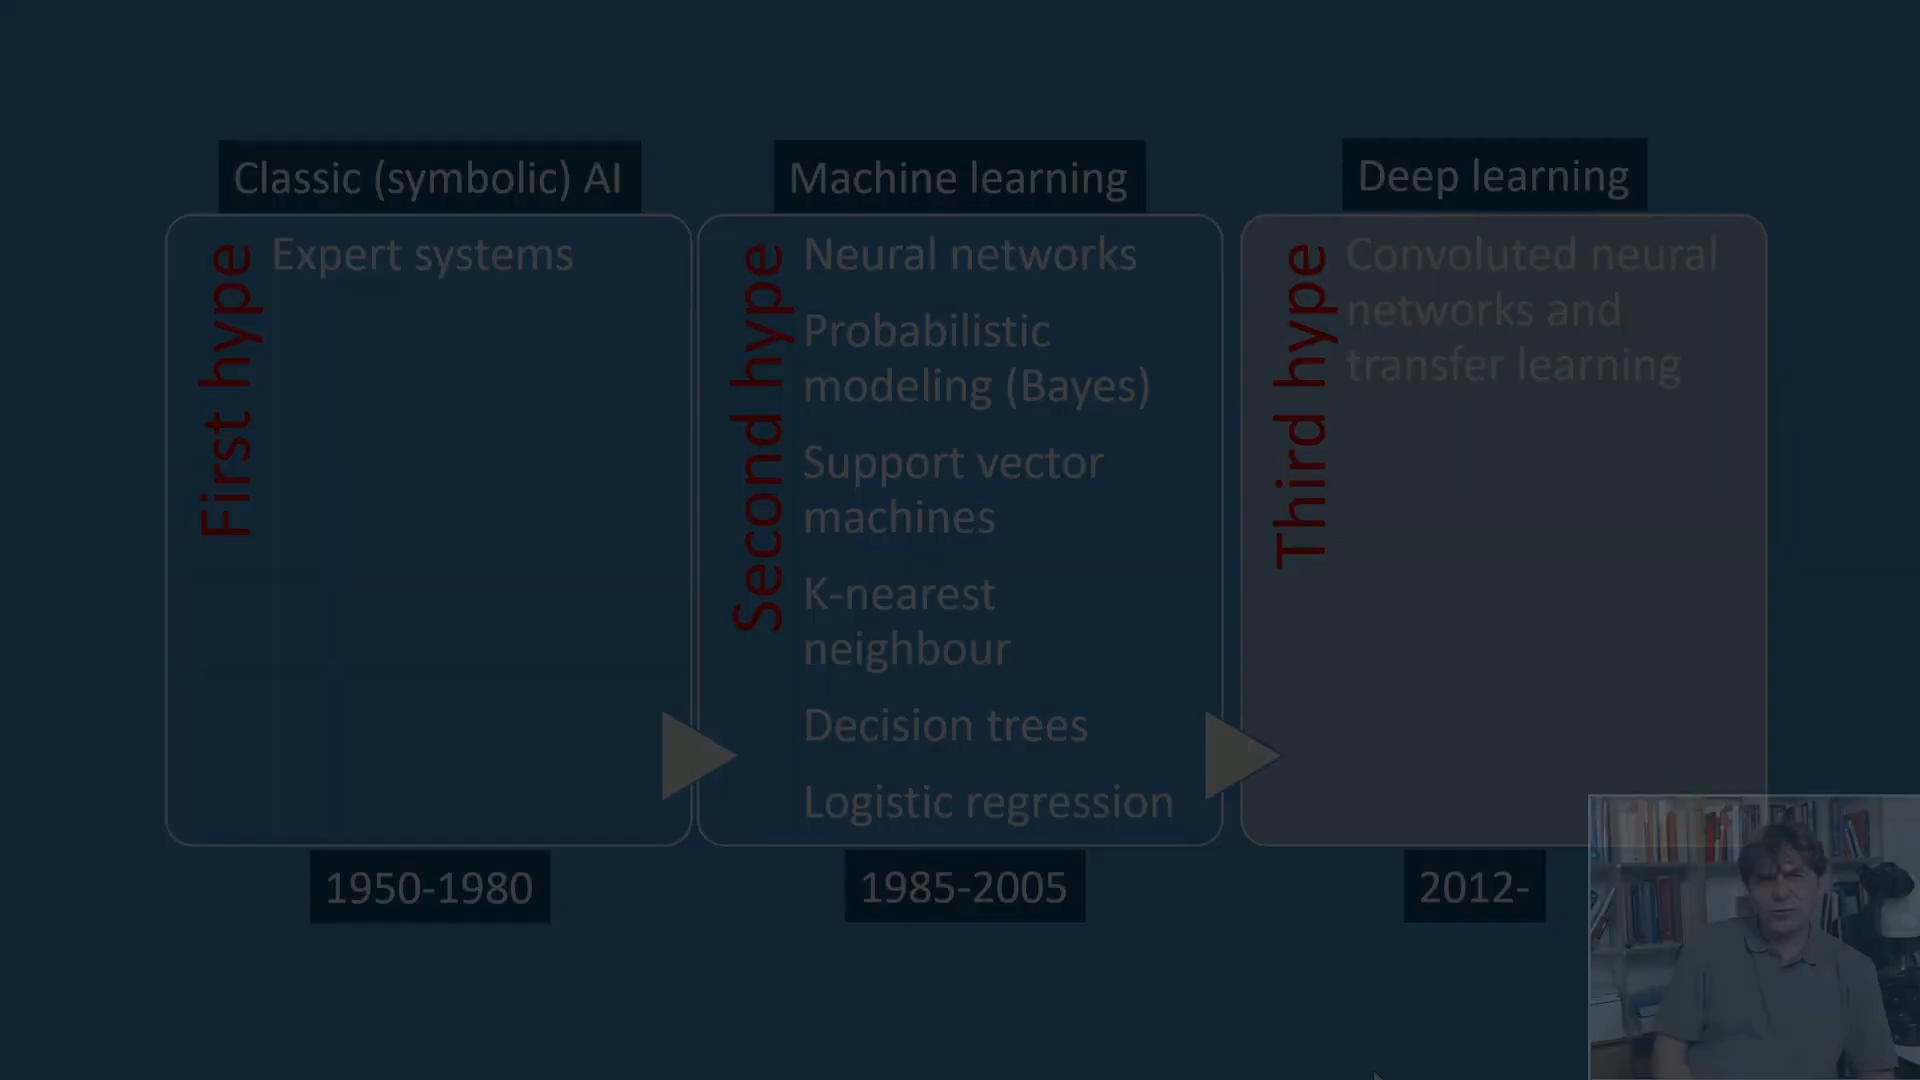 Classic (symbolic) AI
First hype
Expert systems
1950-1980
Machine learning
Second hype
Neural networks
Probabilistic
modeling (Bayes)
Support vector
machines
K-nearest
neighbour
Decision trees
Logistic regression
1985-2005
Deep learning
Third hype
Convoluted neural
networks and
transfer learning
2012-